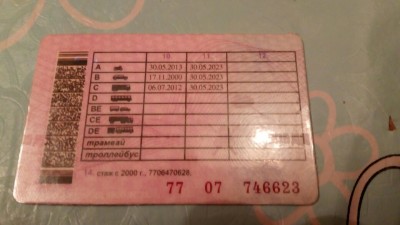 10. 11. 12.
A 30.05.2013 30.05.2023
B 17.11.2000 30.05.2023
C 06.07.2012 30.05.2023
D
BE
CE
DE
трамвай
троллейбус
14. стаж с 2000 г., 7706470628,
77 07 746623